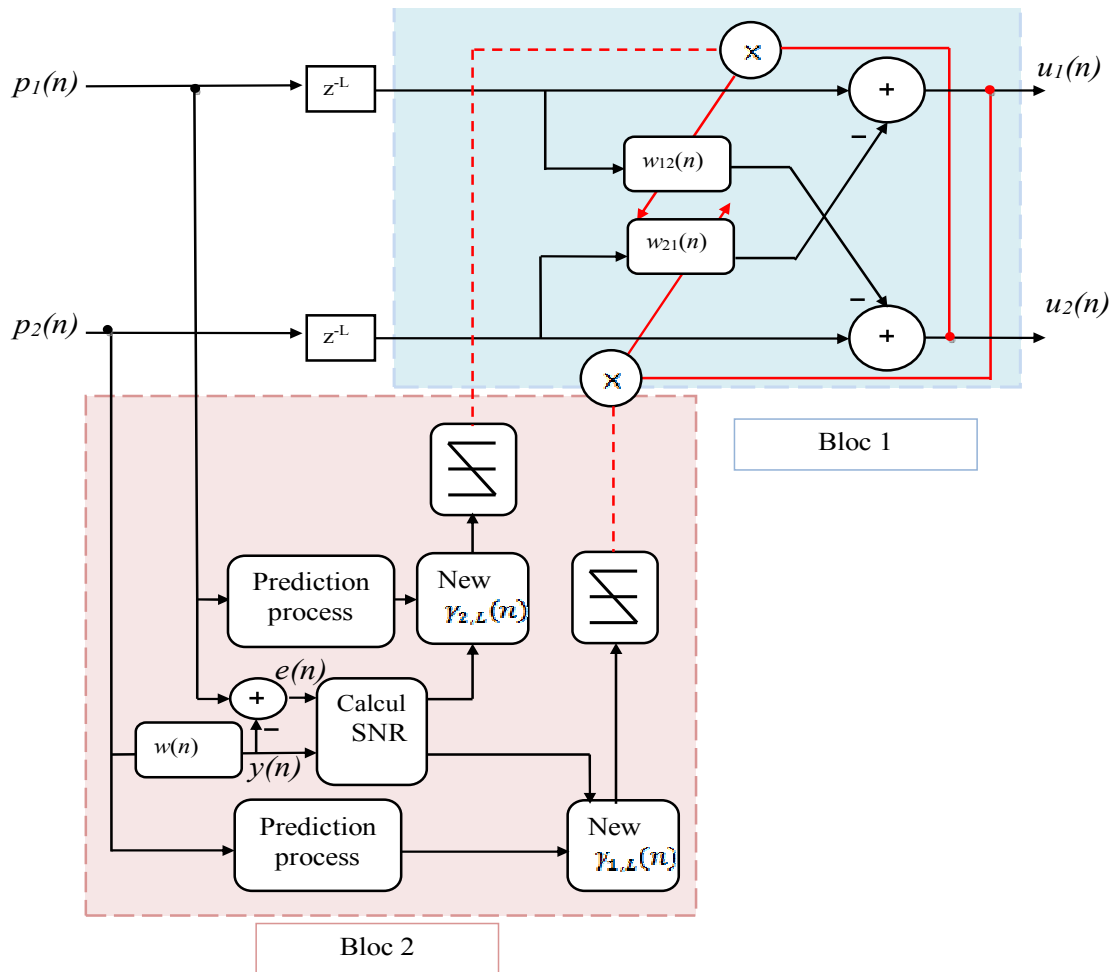 p1(n)
z-L
×
+
u1(n)
−
w12(n)
w21(n)
p2(n)
z-L
−
+
u2(n)
×
Bloc 1
Prediction
process
New
γ2,L(n)
e(n)
+
−
Calcul
SNR
w(n)
y(n)
Prediction
process
New
γ1,L(n)
Bloc 2